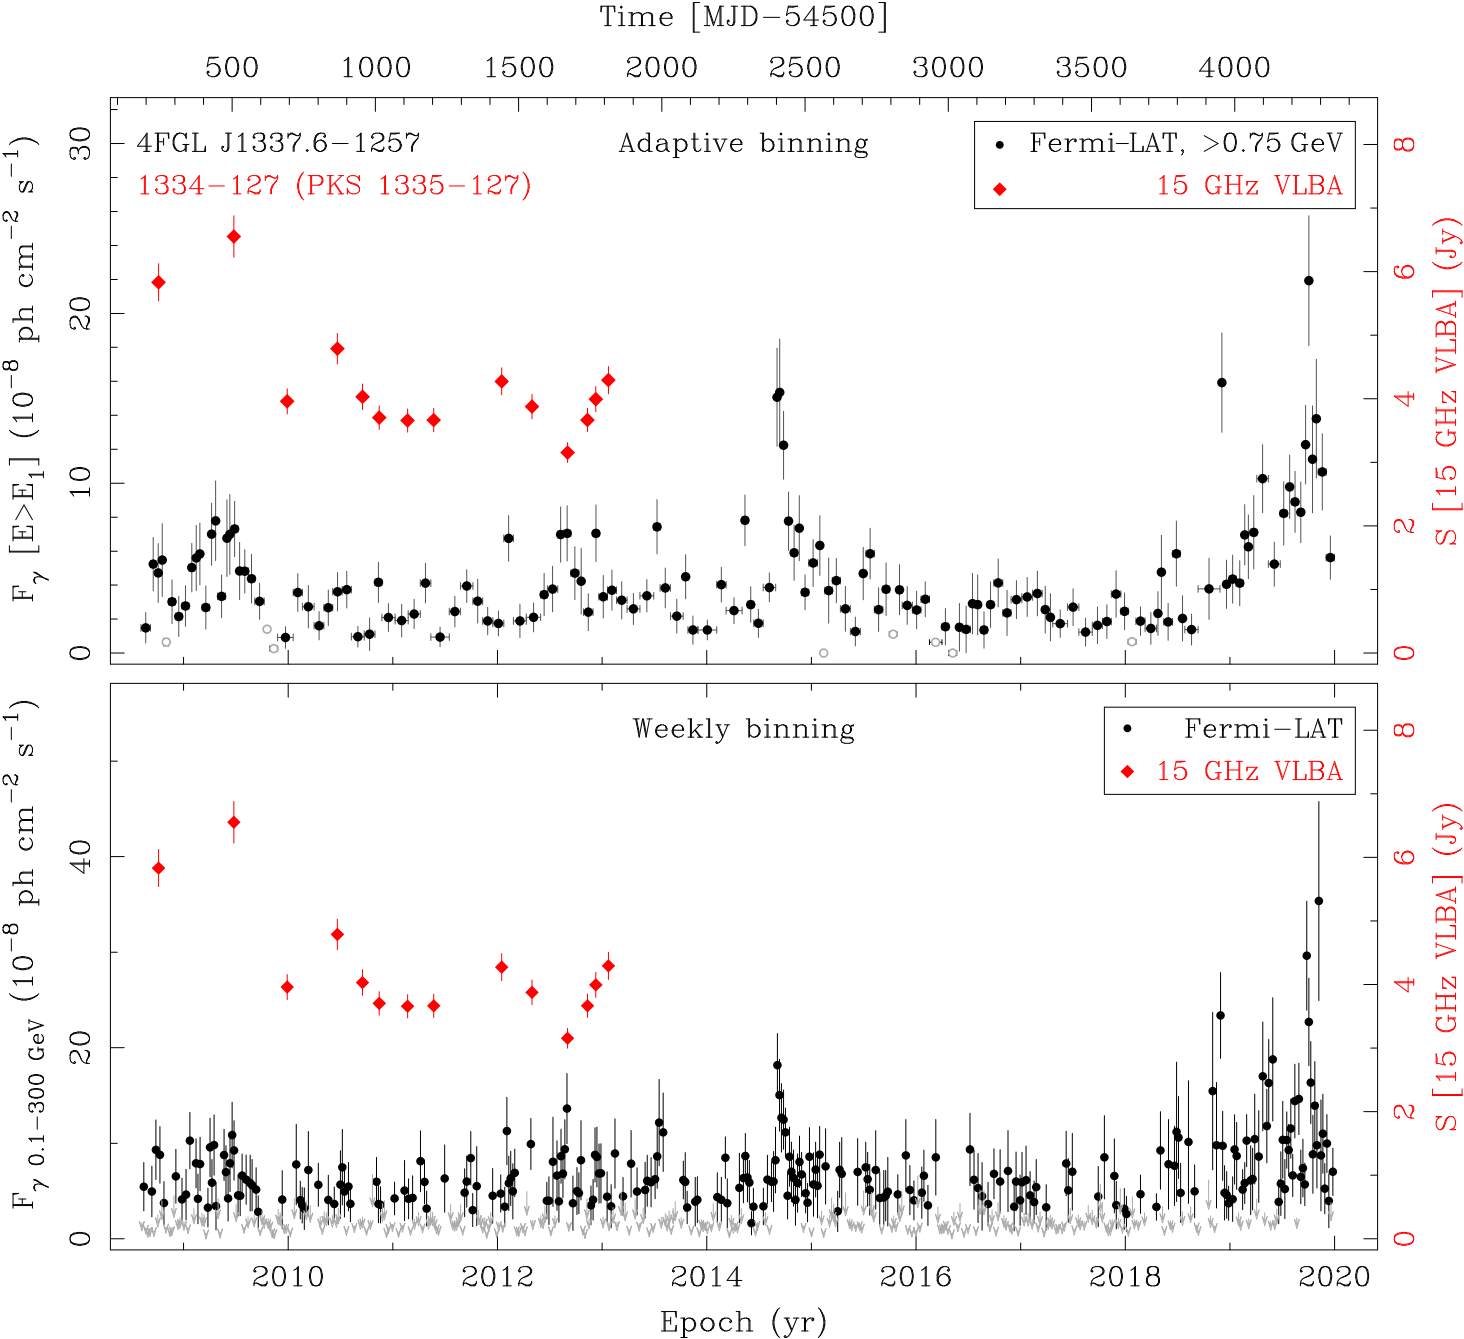 Time [MJD−54500]
500 1000 1500 2000 2500 3000 3500 4000
4FGL J1337.6−1257
1334−127 (PKS 1335−127)
Adaptive binning
Fermi−LAT, >0.75 GeV
15 GHz VLBA
F_γ [E>E_1] (10^−8 ph cm^−2 s^−1)
30
20
10
0
S [15 GHz VLBA] (Jy)
8
6
4
2
0
Weekly binning
Fermi−LAT
15 GHz VLBA
F_γ 0.1−300 GeV (10^−8 ph cm^−2 s^−1)
40
20
0
S [15 GHz VLBA] (Jy)
8
6
4
2
0
2010 2012 2014 2016 2018 2020
Epoch (yr)